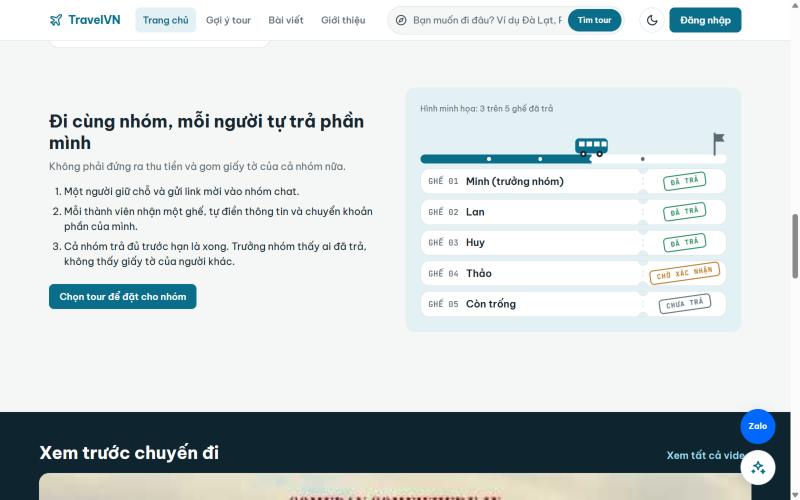 TravelVN
Trang chủ
Gợi ý tour
Bài viết
Giới thiệu
Bạn muốn đi đâu? Ví dụ Đà Lạt, F
Tìm tour
Đăng nhập
Đi cùng nhóm, mỗi người tự trả phần
mình
Không phải đứng ra thu tiền và gom giấy tờ của cả nhóm nữa.
1. Một người giữ chỗ và gửi link mời vào nhóm chat.
2. Mỗi thành viên nhận một ghế, tự điền thông tin và chuyển khoản
phần của mình.
3. Cả nhóm trả đủ trước hạn là xong. Trưởng nhóm thấy ai đã trả,
không thấy giấy tờ của người khác.
Chọn tour để đặt cho nhóm
Hình minh họa: 3 trên 5 ghế đã trả
GHẾ 01 Minh (trưởng nhóm) ĐÃ TRẢ
GHẾ 02 Lan ĐÃ TRẢ
GHẾ 03 Huy ĐÃ TRẢ
GHẾ 04 Thảo CHỜ XÁC NHẬN
GHẾ 05 Còn trống CHƯA TRẢ
Xem trước chuyến đi
Xem tất cả vide
Zalo